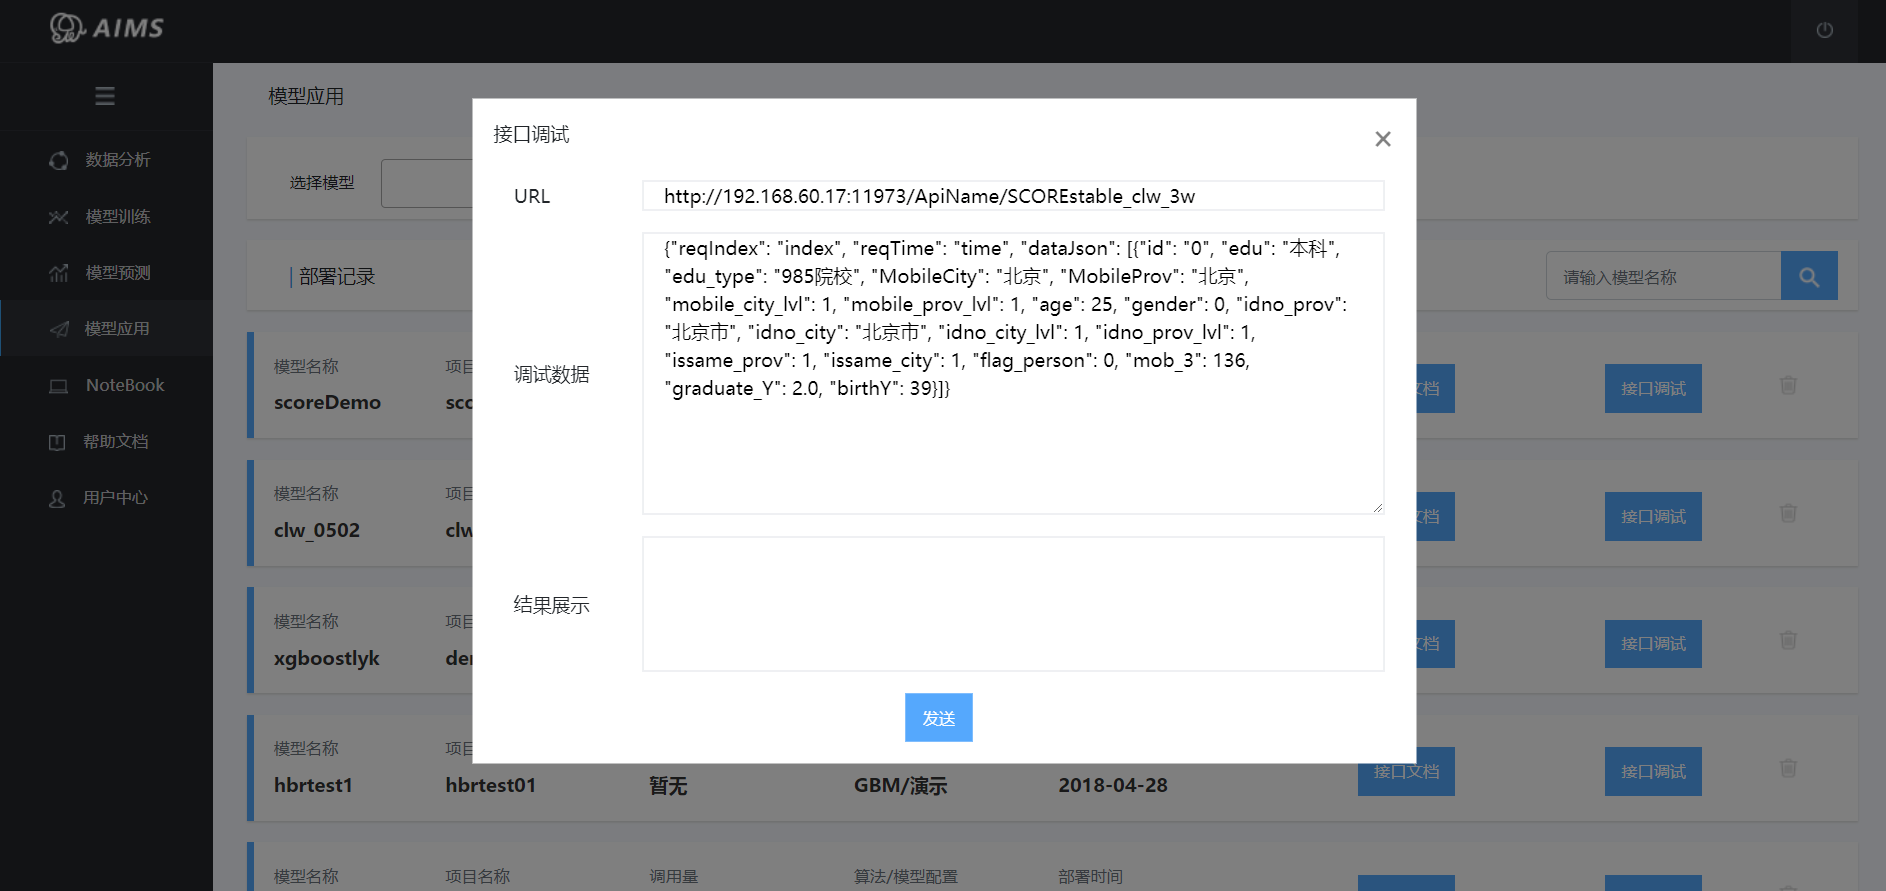 AIMS
数据分析
模型训练
模型预测
模型应用
NoteBook
帮助文档
用户中心
模型应用
选择模型
| 部署记录
请输入模型名称
接口调试
URL
http://192.168.60.17:11973/ApiName/SCOREstable_clw_3w
调试数据
{"reqIndex": "index", "reqTime": "time", "dataJson": [{"id": "0", "edu": "本科",
"edu_type": "985院校", "MobileCity": "北京", "MobileProv": "北京",
"mobile_city_lvl": 1, "mobile_prov_lvl": 1, "age": 25, "gender": 0, "idno_prov":
"北京市", "idno_city": "北京市", "idno_city_lvl": 1, "idno_prov_lvl": 1,
"issame_prov": 1, "issame_city": 1, "flag_person": 0, "mob_3": 136,
"graduate_Y": 2.0, "birthY": 39}]}
结果展示
发送
模型名称 项目
scoreDemo sco
文档 接口调试
模型名称 项目
clw_0502 clw
文档 接口调试
模型名称 项目
xgboostlyk der
文档 接口调试
模型名称 项目
hbrtest1 hbrtest01 暂无 GBM/演示 2018-04-28
接口文档 接口调试
模型名称 项目名称 调用量 算法/模型配置 部署时间